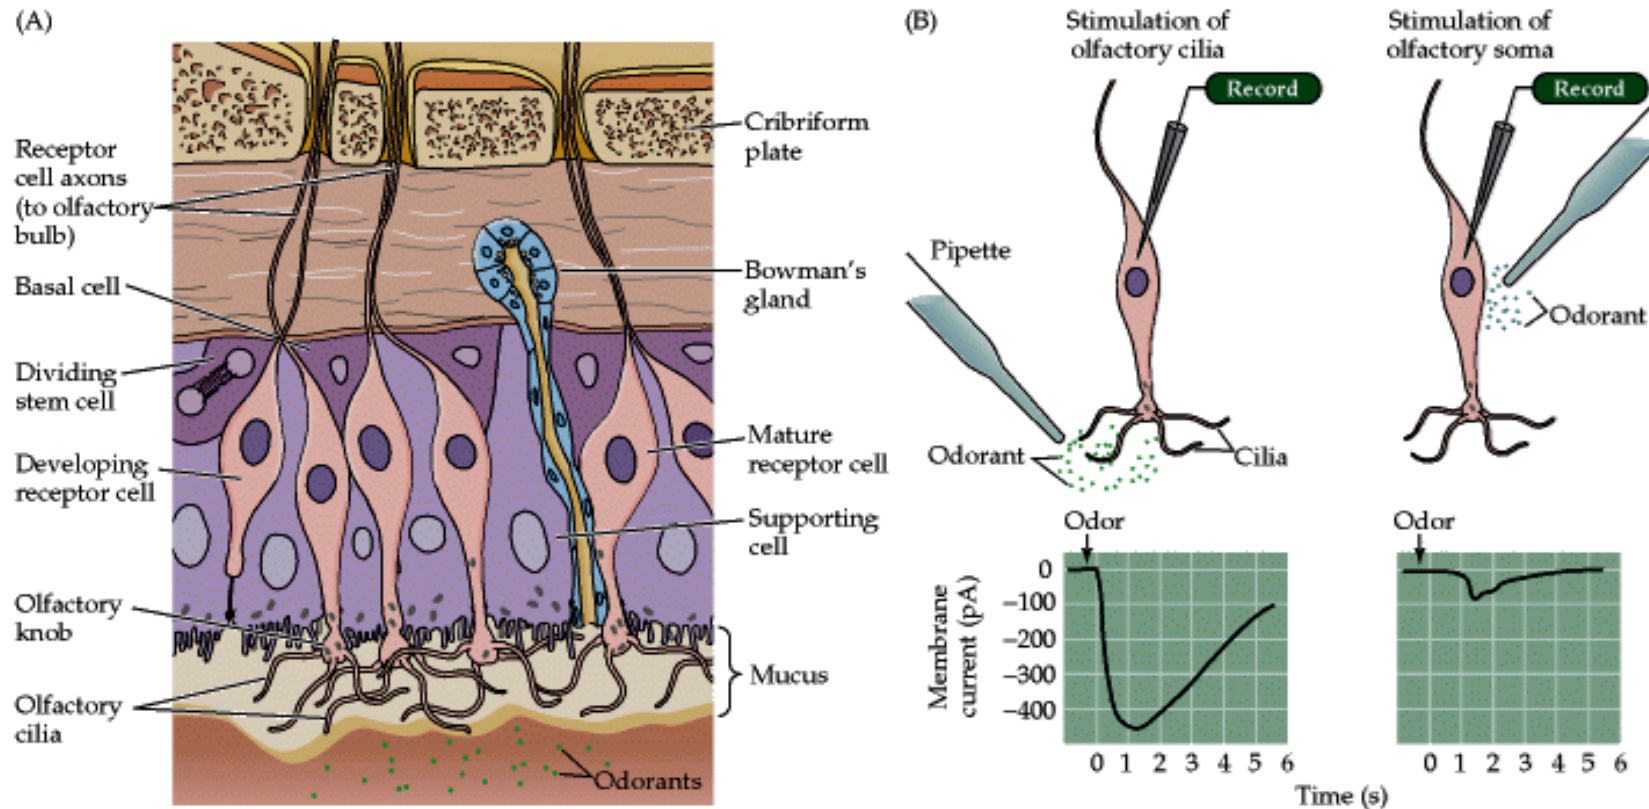 (A)
Receptor
cell axons
(to olfactory
bulb)
Basal cell
Dividing
stem cell
Developing
receptor cell
Olfactory
knob
Olfactory
cilia
Cribriform
plate
Bowman's
gland
Mature
receptor cell
Supporting
cell
Mucus
Odorants
(B)
Stimulation of
olfactory cilia
Record
Pipette
Odorant
Cilia
Stimulation of
olfactory soma
Record
Odorant
Odor
Membrane
current (pA)
0
−100
−200
−300
−400
0 1 2 3 4 5 6
Odor
0 1 2 3 4 5 6
Time (s)